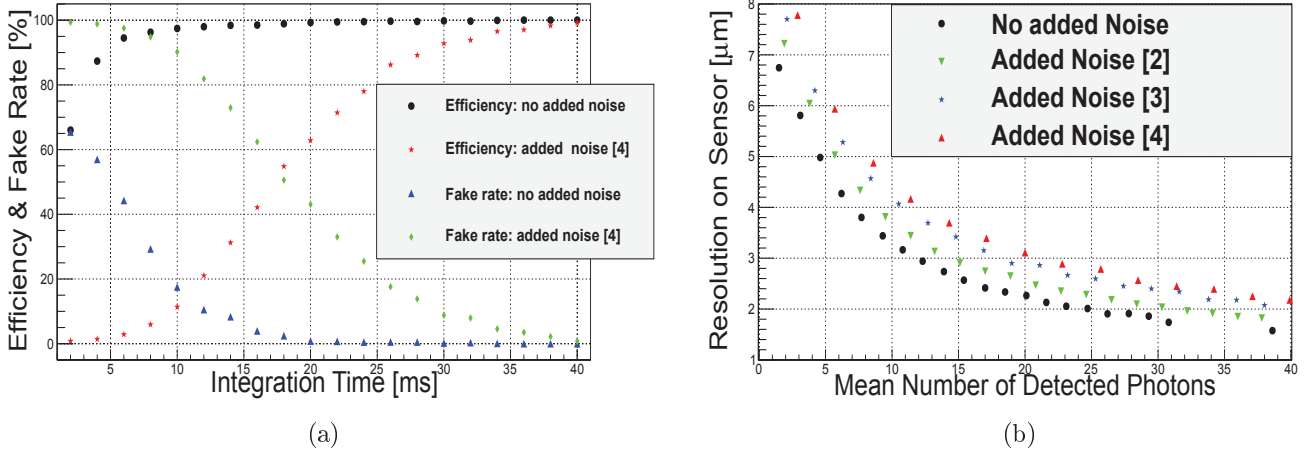 Efficiency & Fake Rate [%]
100
80
60
40
20
0
Efficiency: no added noise
Efficiency: added noise [4]
Fake rate: no added noise
Fake rate: added noise [4]
5 10 15 20 25 30 35 40
Integration Time [ms]
(a)
Resolution on Sensor [μm]
8
7
6
5
4
3
2
1
No added Noise
Added Noise [2]
Added Noise [3]
Added Noise [4]
0 5 10 15 20 25 30 35 40
Mean Number of Detected Photons
(b)